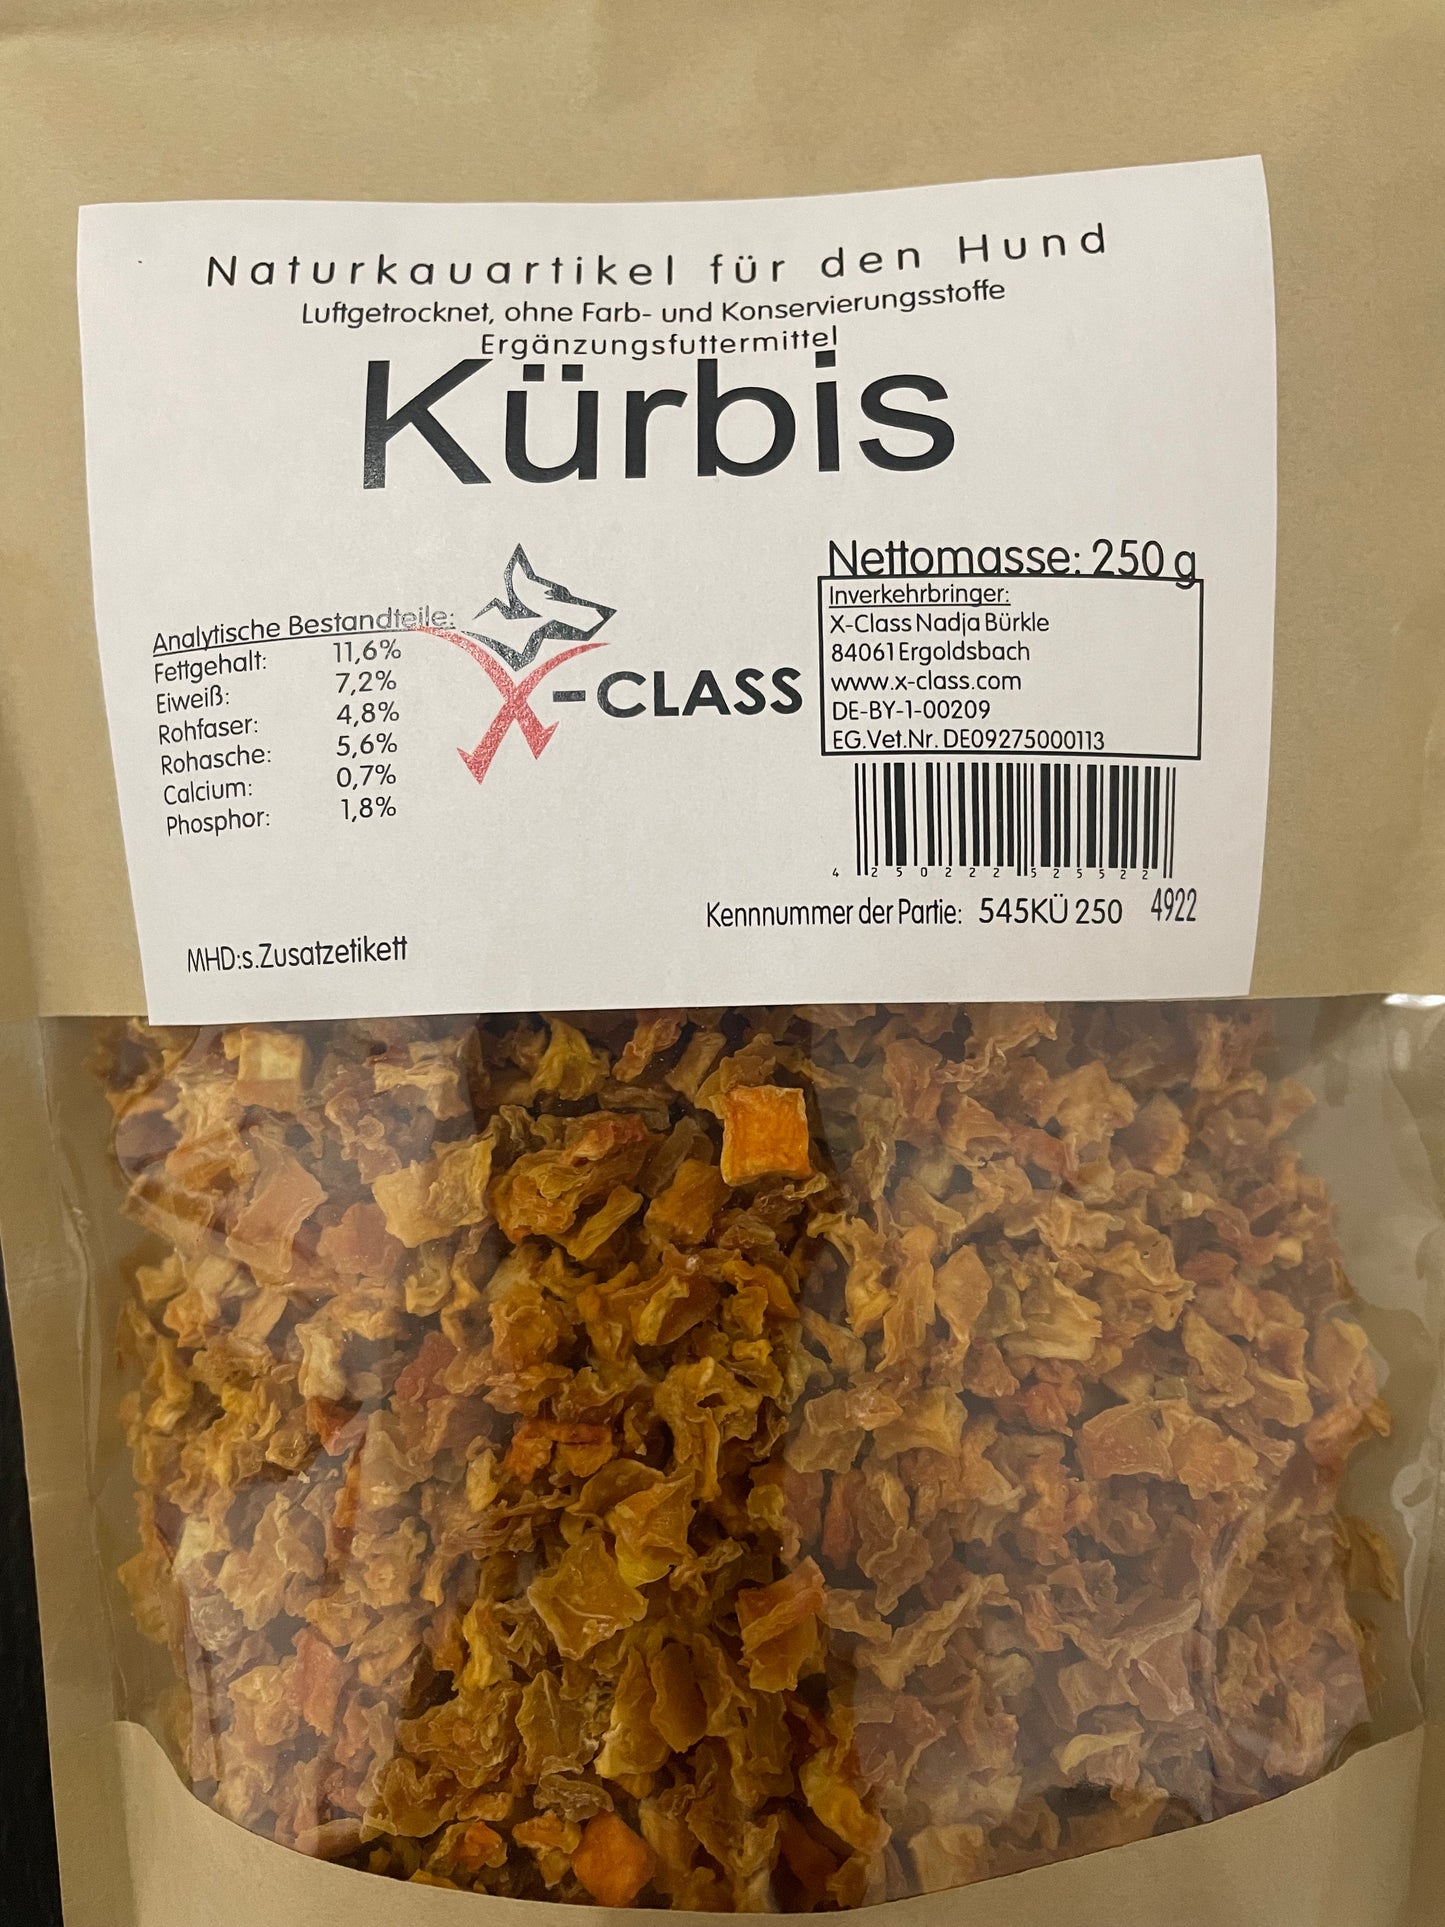 Naturkauartikel für den Hund
Luftgetrocknet, ohne Farb- und Konservierungsstoffe
Ergänzungsfuttermittel
Kürbis
Analytische Bestandteile:
Fettgehalt: 11,6%
Eiweiß: 7,2%
Rohfaser: 4,8%
Rohasche: 5,6%
Calcium: 0,7%
Phosphor: 1,8%
X-CLASS
Nettomasse: 250 g
Inverkehrbringer:
X-Class Nadja Bürkle
84061 Ergoldsbach
www.x-class.com
DE-BY-1-00209
EG.Vet.Nr. DE09275000113
4 250222 525522
Kennnummer der Partie: 545KÜ 250 4922
MHD:s.Zusatzetikett